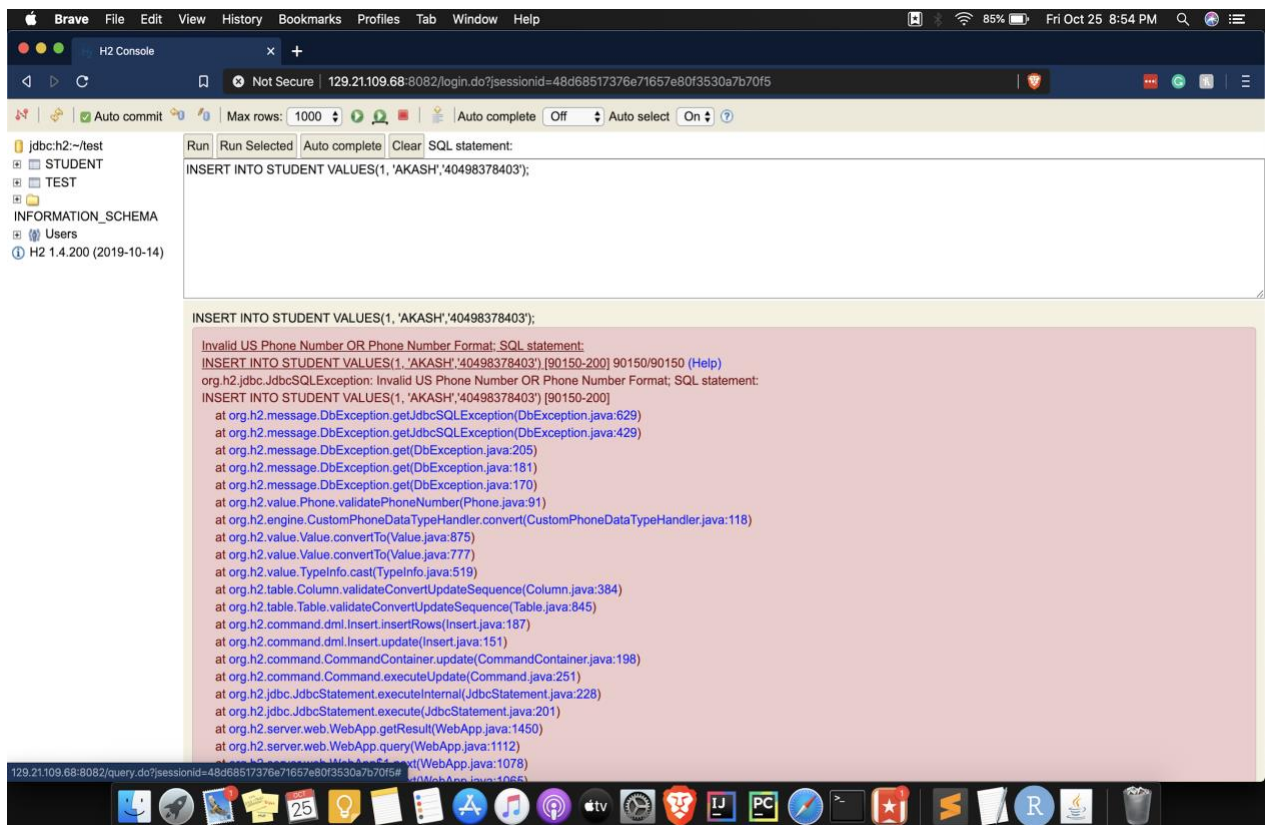 Brave File Edit View History Bookmarks Profiles Tab Window Help 85% Fri Oct 25 8:54 PM
H2 Console
Not Secure | 129.21.109.68:8082/login.do?jsessionid=48d68517376e71657e80f3530a7b70f5
Auto commit Max rows: 1000 Auto complete Off Auto select On
jdbc:h2:~/test
STUDENT
TEST
INFORMATION_SCHEMA
Users
H2 1.4.200 (2019-10-14)
Run Run Selected Auto complete Clear SQL statement:
INSERT INTO STUDENT VALUES(1, 'AKASH','40498378403');
INSERT INTO STUDENT VALUES(1, 'AKASH','40498378403');
Invalid US Phone Number OR Phone Number Format; SQL statement:
INSERT INTO STUDENT VALUES(1, 'AKASH','40498378403') [90150-200] 90150/90150 (Help)
org.h2.jdbc.JdbcSQLException: Invalid US Phone Number OR Phone Number Format; SQL statement:
INSERT INTO STUDENT VALUES(1, 'AKASH','40498378403') [90150-200]
at org.h2.message.DbException.getJdbcSQLException(DbException.java:629)
at org.h2.message.DbException.getJdbcSQLException(DbException.java:429)
at org.h2.message.DbException.get(DbException.java:205)
at org.h2.message.DbException.get(DbException.java:181)
at org.h2.message.DbException.get(DbException.java:170)
at org.h2.value.Phone.validatePhoneNumber(Phone.java:91)
at org.h2.engine.CustomPhoneDataTypeHandler.convert(CustomPhoneDataTypeHandler.java:118)
at org.h2.value.Value.convertTo(Value.java:875)
at org.h2.value.Value.convertTo(Value.java:777)
at org.h2.value.TypeInfo.cast(TypeInfo.java:519)
at org.h2.table.Column.validateConvertUpdateSequence(Column.java:384)
at org.h2.table.Table.validateConvertUpdateSequence(Table.java:845)
at org.h2.command.dml.Insert.insertRows(Insert.java:187)
at org.h2.command.dml.Insert.update(Insert.java:151)
at org.h2.command.CommandContainer.update(CommandContainer.java:198)
at org.h2.command.Command.executeUpdate(Command.java:251)
at org.h2.jdbc.JdbcStatement.executeInternal(JdbcStatement.java:228)
at org.h2.jdbc.JdbcStatement.execute(JdbcStatement.java:201)
at org.h2.server.web.WebApp.getResult(WebApp.java:1450)
at org.h2.server.web.WebApp.query(WebApp.java:1112)
(WebApp.java:1078)
129.21.109.68:8082/query.do?jsessionid=48d68517376e71657e80f3530a7b70f5#
OCT
25
tv
IJ
PC
R